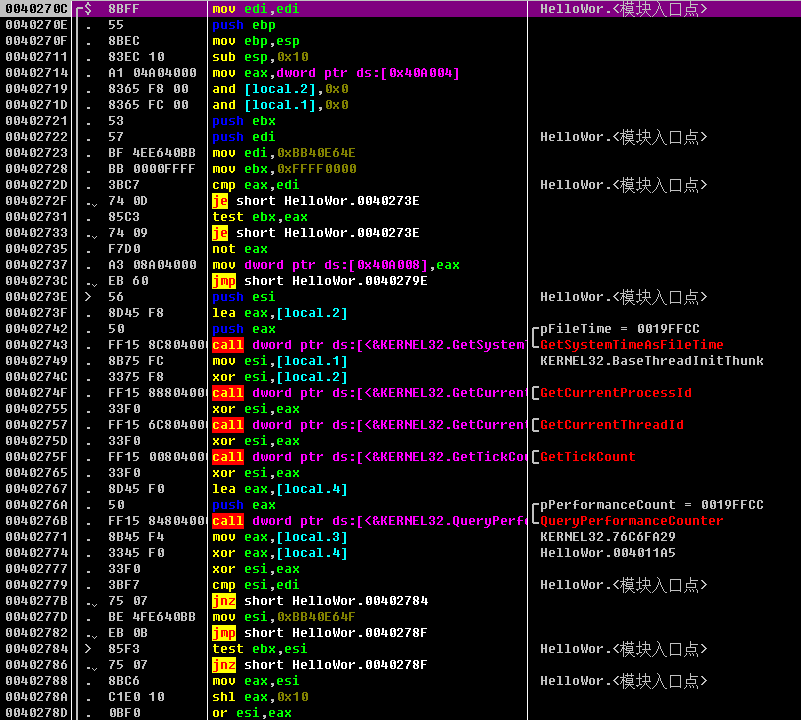 0040270C $ 8BFF mov edi,edi HelloWor.<模块入口点>
0040270E . 55 push ebp
0040270F . 8BEC mov ebp,esp
00402711 . 83EC 10 sub esp,0x10
00402714 . A1 04A04000 mov eax,dword ptr ds:[0x40A004]
00402719 . 8365 F8 00 and [local.2],0x0
0040271D . 8365 FC 00 and [local.1],0x0
00402721 . 53 push ebx
00402722 . 57 push edi HelloWor.<模块入口点>
00402723 . BF 4EE640BB mov edi,0xBB40E64E
00402728 . BB 0000FFFF mov ebx,0xFFFF0000
0040272D . 3BC7 cmp eax,edi HelloWor.<模块入口点>
0040272F . 74 0D je short HelloWor.0040273E
00402731 . 85C3 test ebx,eax
00402733 . 74 09 je short HelloWor.0040273E
00402735 . F7D0 not eax
00402737 . A3 08A04000 mov dword ptr ds:[0x40A008],eax
0040273C . EB 60 jmp short HelloWor.0040279E
0040273E > 56 push esi HelloWor.<模块入口点>
0040273F . 8D45 F8 lea eax,[local.2]
00402742 . 50 push eax pFileTime = 0019FFCC
00402743 . FF15 8C804000 call dword ptr ds:[<&KERNEL32.GetSystemT GetSystemTimeAsFileTime
00402749 . 8B75 FC mov esi,[local.1] KERNEL32.BaseThreadInitThunk
0040274C . 3375 F8 xor esi,[local.2]
0040274F . FF15 88804000 call dword ptr ds:[<&KERNEL32.GetCurrent GetCurrentProcessId
00402755 . 33F0 xor esi,eax
00402757 . FF15 6C804000 call dword ptr ds:[<&KERNEL32.GetCurrent GetCurrentThreadId
0040275D . 33F0 xor esi,eax
0040275F . FF15 00804000 call dword ptr ds:[<&KERNEL32.GetTickCou GetTickCount
00402765 . 33F0 xor esi,eax
00402767 . 8D45 F0 lea eax,[local.4]
0040276A . 50 push eax pPerformanceCount = 0019FFCC
0040276B . FF15 84804000 call dword ptr ds:[<&KERNEL32.QueryPerfo QueryPerformanceCounter
00402771 . 8B45 F4 mov eax,[local.3] KERNEL32.76C6FA29
00402774 . 3345 F0 xor eax,[local.4] HelloWor.004011A5
00402777 . 33F0 xor esi,eax
00402779 . 3BF7 cmp esi,edi HelloWor.<模块入口点>
0040277B . 75 07 jnz short HelloWor.00402784
0040277D . BE 4FE640BB mov esi,0xBB40E64F
00402782 . EB 0B jmp short HelloWor.0040278F
00402784 > 85F3 test ebx,esi HelloWor.<模块入口点>
00402786 . 75 07 jnz short HelloWor.0040278F
00402788 . 8BC6 mov eax,esi HelloWor.<模块入口点>
0040278A . C1E0 10 shl eax,0x10
0040278D . 0BF0 or esi,eax